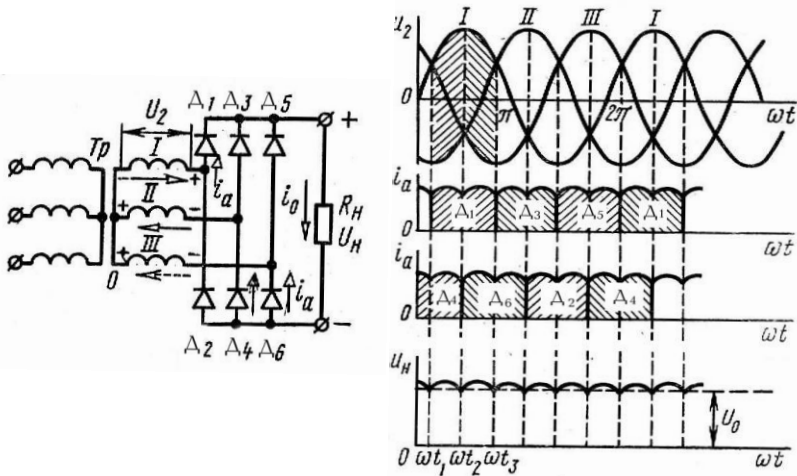 U₂
Д1 Д3 Д5
+
Тр
I
+
iₐ
II
+ −
i₀
Rн
Uн
III
+ −
0
iₐ
−
Д2 Д4 Д6
u₂
I II III I
0
π
2π
ωt
iₐ
Д1 Д3 Д5 Д1
0
ωt
iₐ
Д4 Д6 Д2 Д4
0
ωt
uн
U₀
0 ωt₁ ωt₂ ωt₃ ωt